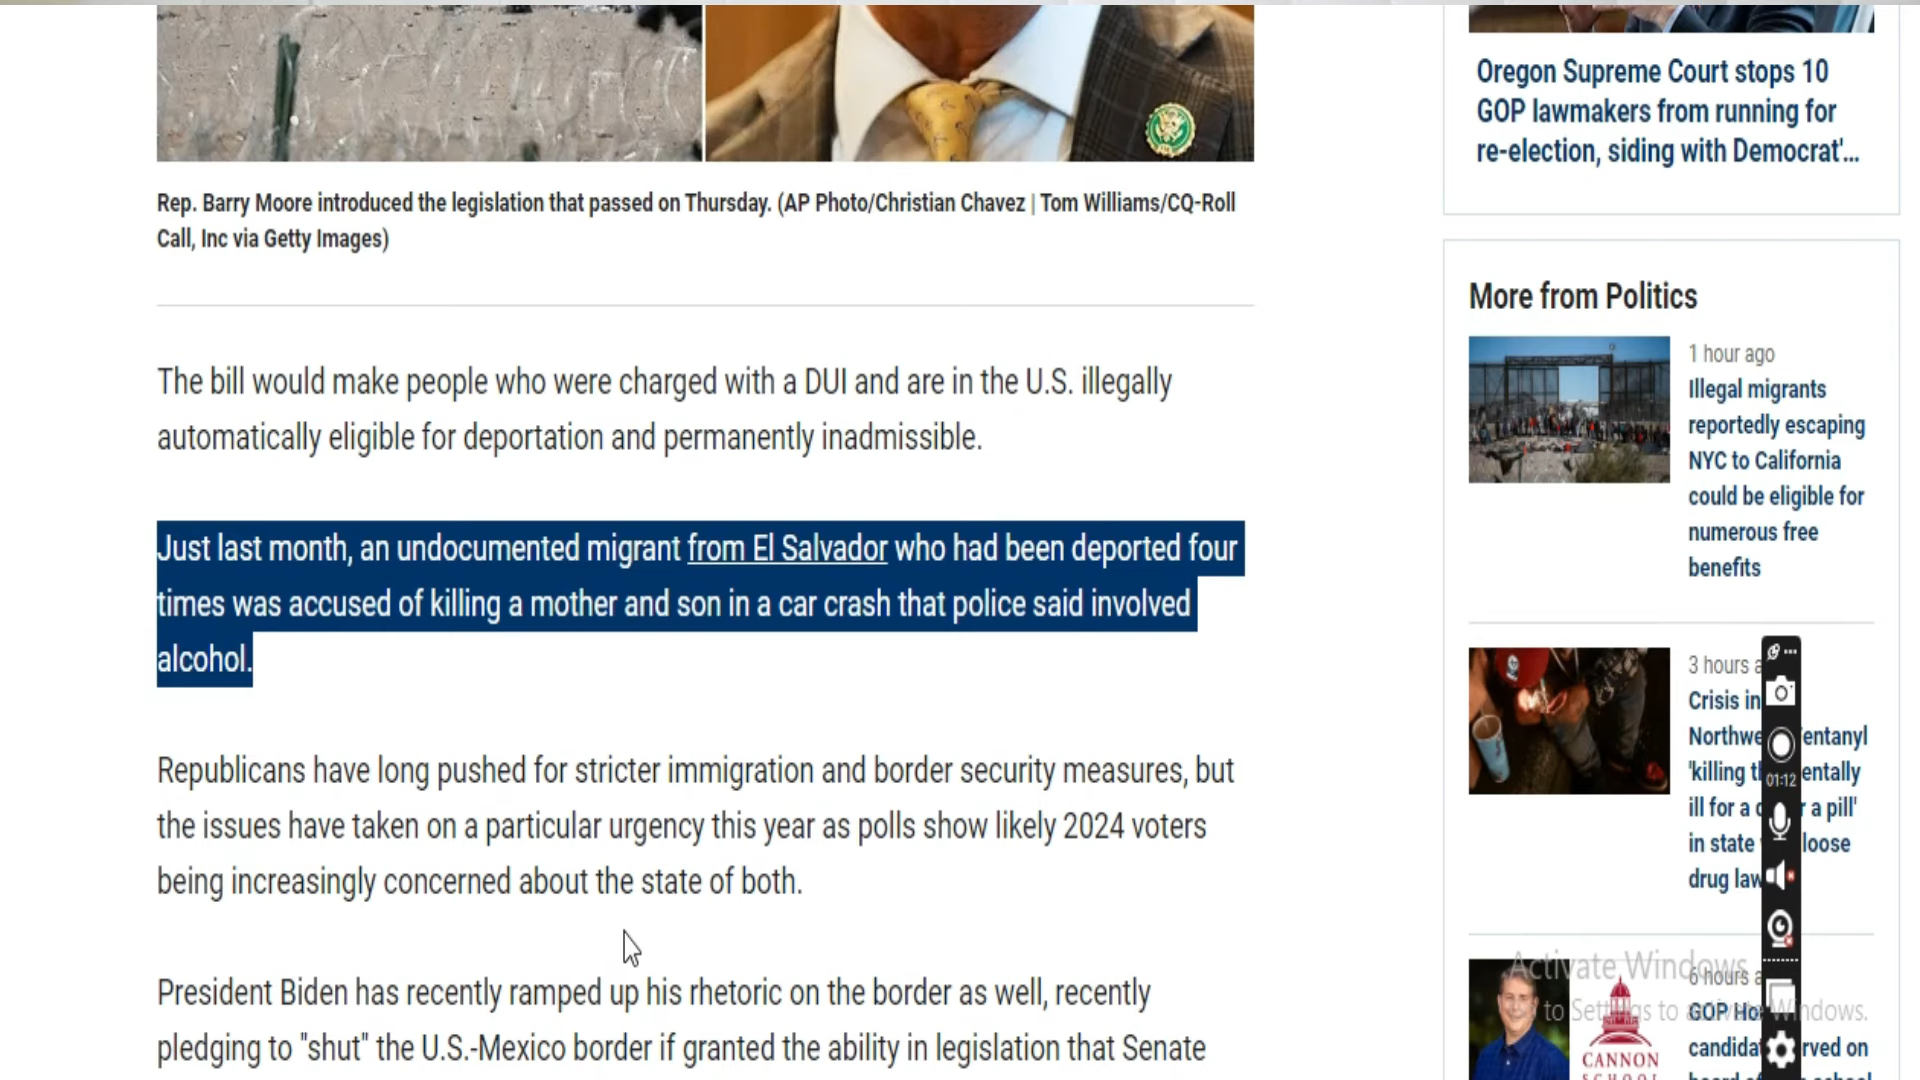 Oregon Supreme Court stops 10
GOP lawmakers from running for
re-election, siding with Democrat'...
Rep. Barry Moore introduced the legislation that passed on Thursday. (AP Photo/Christian Chavez | Tom Williams/CQ-Roll
Call, Inc via Getty Images)
The bill would make people who were charged with a DUI and are in the U.S. illegally
automatically eligible for deportation and permanently inadmissible.
Just last month, an undocumented migrant from El Salvador who had been deported four
times was accused of killing a mother and son in a car crash that police said involved
alcohol.
Republicans have long pushed for stricter immigration and border security measures, but
the issues have taken on a particular urgency this year as polls show likely 2024 voters
being increasingly concerned about the state of both.
President Biden has recently ramped up his rhetoric on the border as well, recently
pledging to "shut" the U.S.-Mexico border if granted the ability in legislation that Senate
More from Politics
1 hour ago
Illegal migrants
reportedly escaping
NYC to California
could be eligible for
numerous free
benefits
3 hours
Crisis in
'killing
ill for a a pill'
in state loose
drug
01:12
6 hours
GOP
on
CANNON
Activate Windows
to Settings to activate Windows.